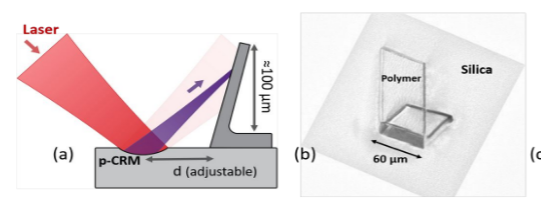 Laser
≈100 μm
(a)
p-CRM
d (adjustable)
Polymer
Silica
(b)
60 μm
(c